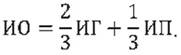 ИО = 2/3 ИГ + 1/3 ИП.